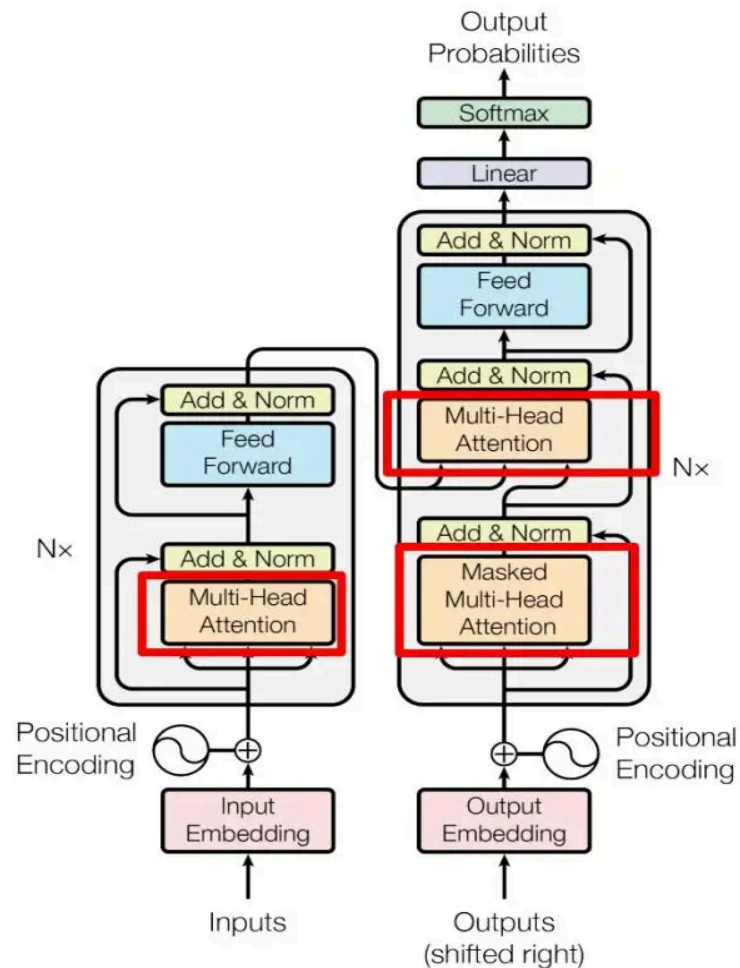 Output
Probabilities
Softmax
Linear
Add & Norm
Feed
Forward
Add & Norm
Multi-Head
Attention
Add & Norm
Masked
Multi-Head
Attention
Nx
Add & Norm
Feed
Forward
Add & Norm
Multi-Head
Attention
Nx
Positional
Encoding
Positional
Encoding
Input
Embedding
Output
Embedding
Inputs
Outputs
(shifted right)